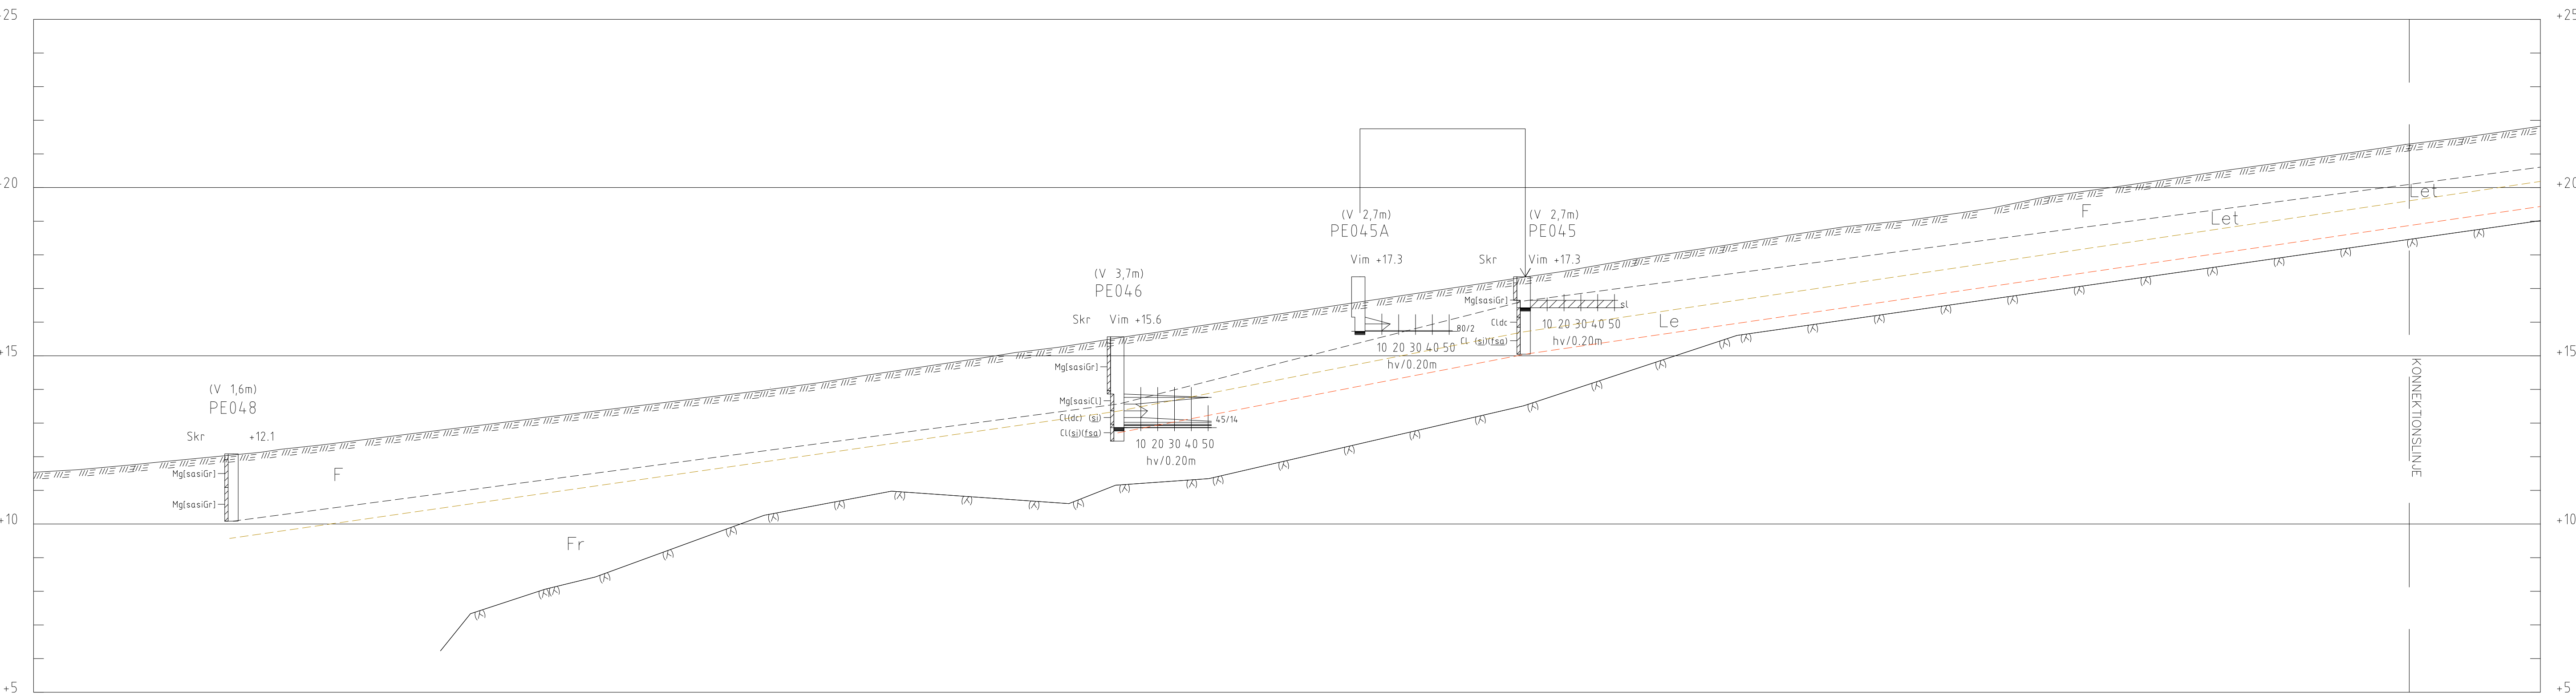 +25
+25
+20
+20
Let
F
Let
(V 2,7m)
(V 2,7m)
PE045A
PE045
Vim +17.3
Skr
Vim +17.3
(V 3,7m)
PE046
Mg[sasiGr]
sl
Skr
Vim +15.6
Cldc
10 20 30 40 50
Le
80/2
CL (si)(fsa)
hv/0.20m
10 20 30 40 50
+15
+15
hv/0.20m
Mg[sasiGr]
KONNEKTIONSLINJE
(V 1,6m)
PE048
Mg[sasiCl]
Cl(dc) (si)
45/14
Skr
+12.1
Cl(si)(fsa)
10 20 30 40 50
hv/0.20m
Mg[sasiGr]
F
Mg[sasiGr]
+10
+10
Fr
+5
+5